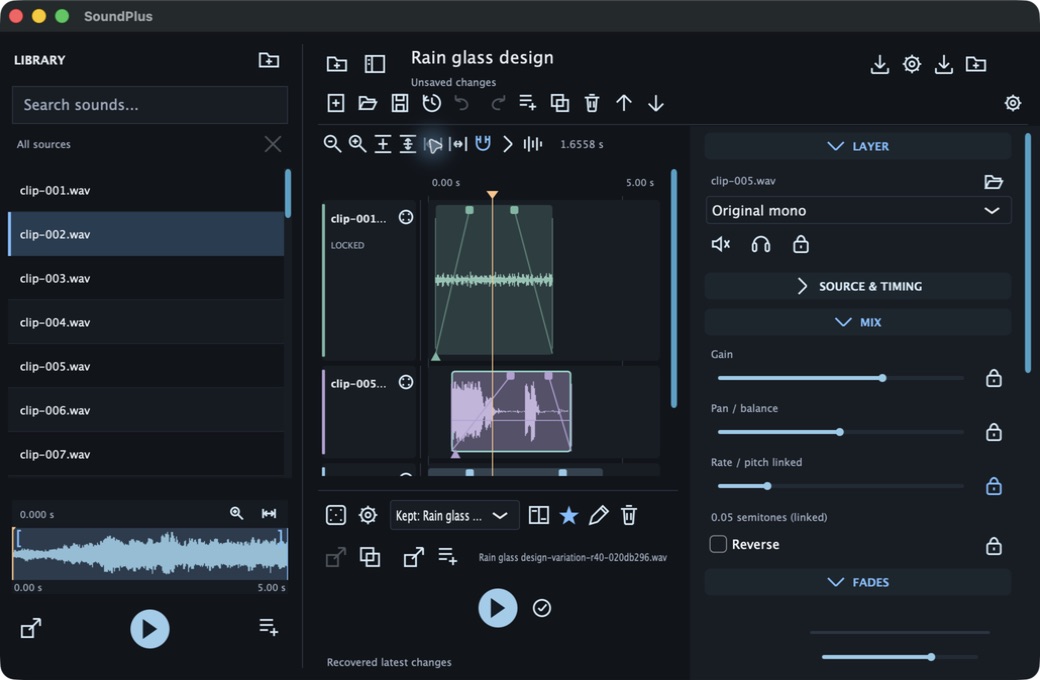 SoundPlus
LIBRARY
Search sounds...
All sources
clip-001.wav
clip-002.wav
clip-003.wav
clip-004.wav
clip-005.wav
clip-006.wav
clip-007.wav
0.000 s
0.00 s
5.00 s
Rain glass design
Unsaved changes
1.6558 s
0.00 s
5.00 s
clip-001...
LOCKED
clip-005...
Kept: Rain glass ...
Rain glass design-variation-r40-020db296.wav
Recovered latest changes
LAYER
clip-005.wav
Original mono
SOURCE & TIMING
MIX
Gain
Pan / balance
Rate / pitch linked
0.05 semitones (linked)
Reverse
FADES